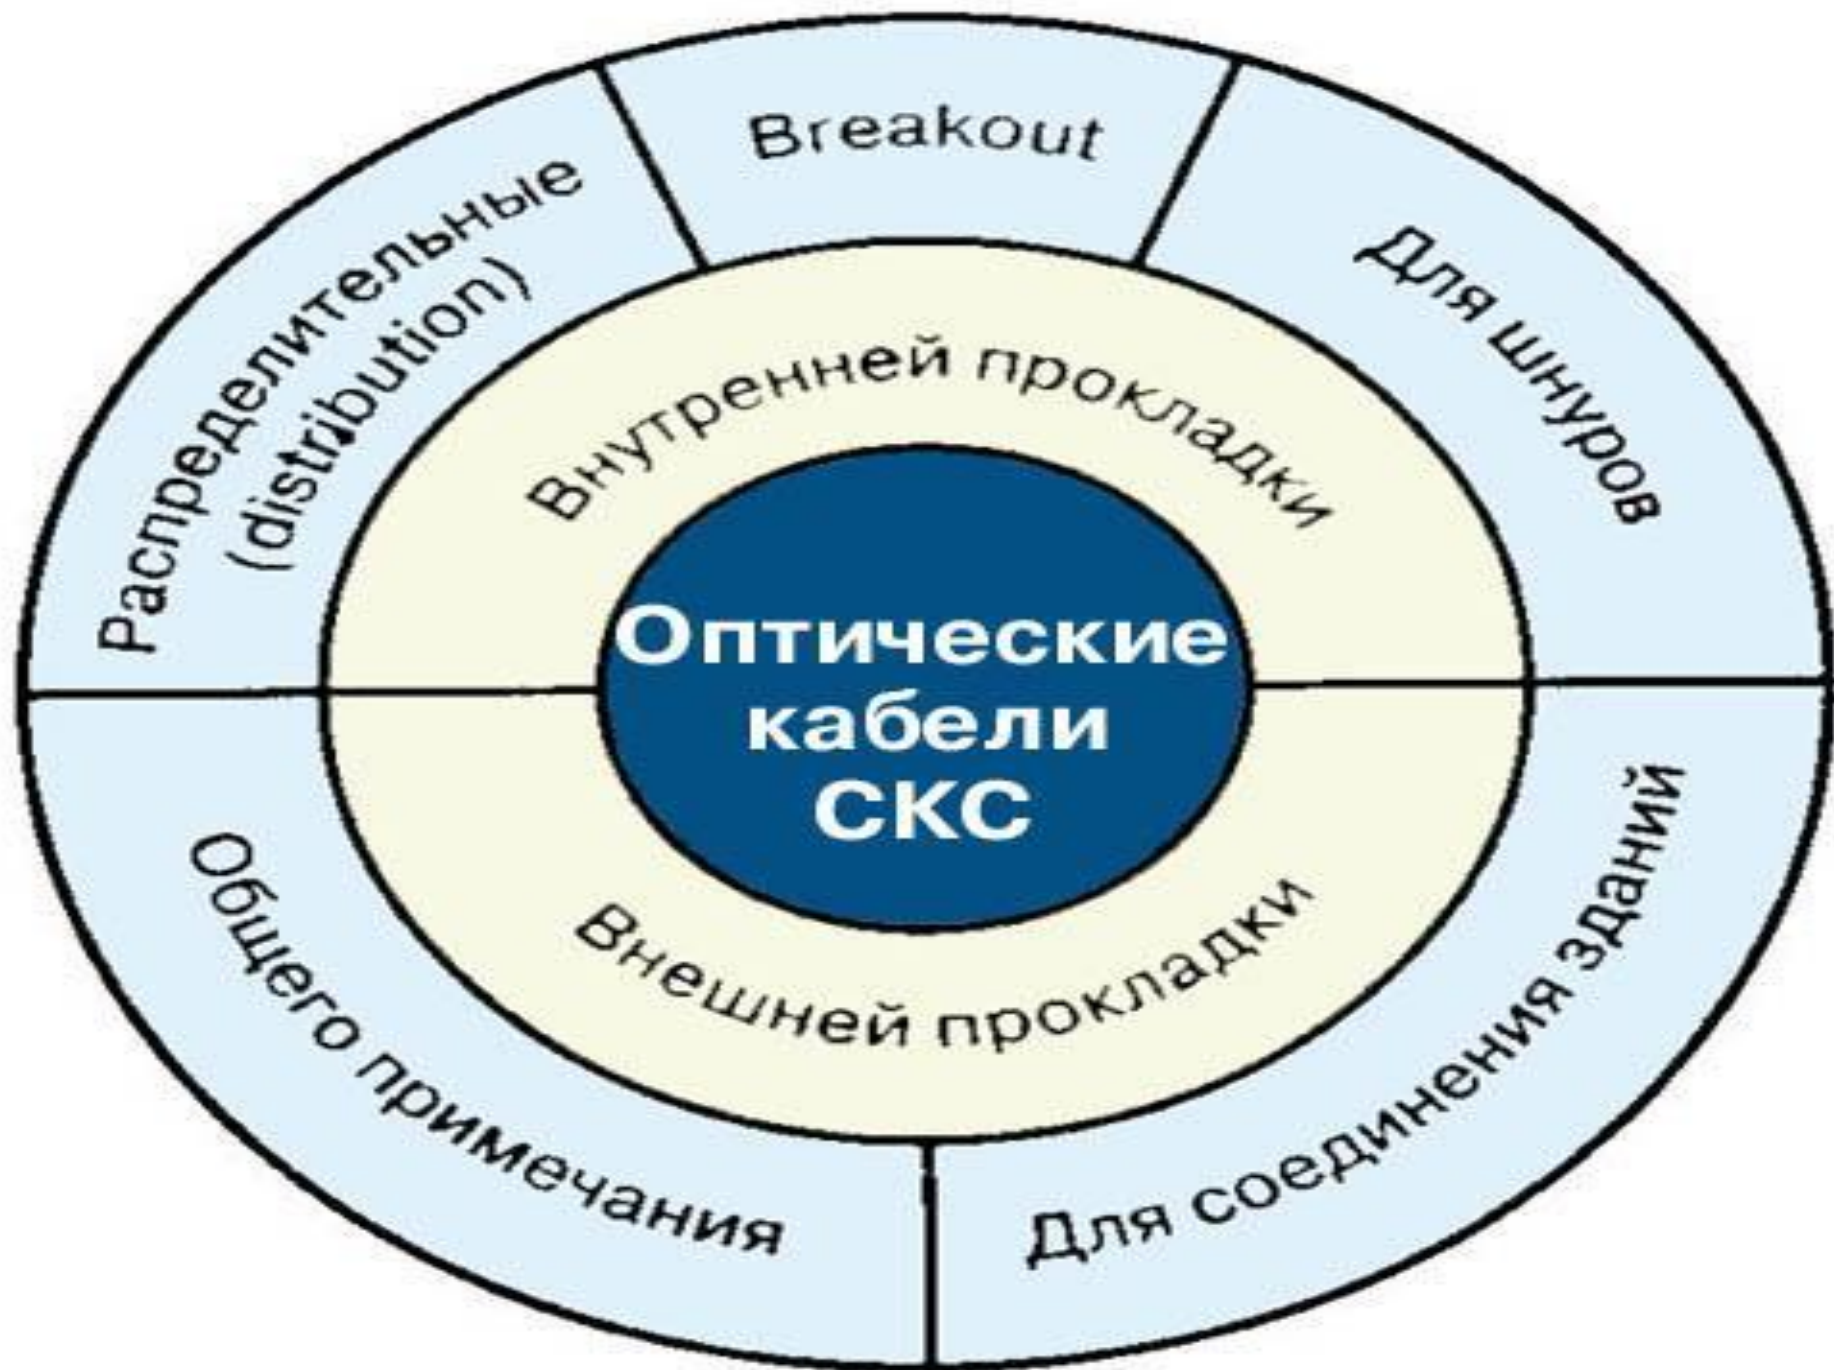 Breakout
Распределительные
(distribution)
Для шнуров
Внутренней прокладки
Оптические
кабели
СКС
Внешней прокладки
Общего примечания
Для соединения зданий